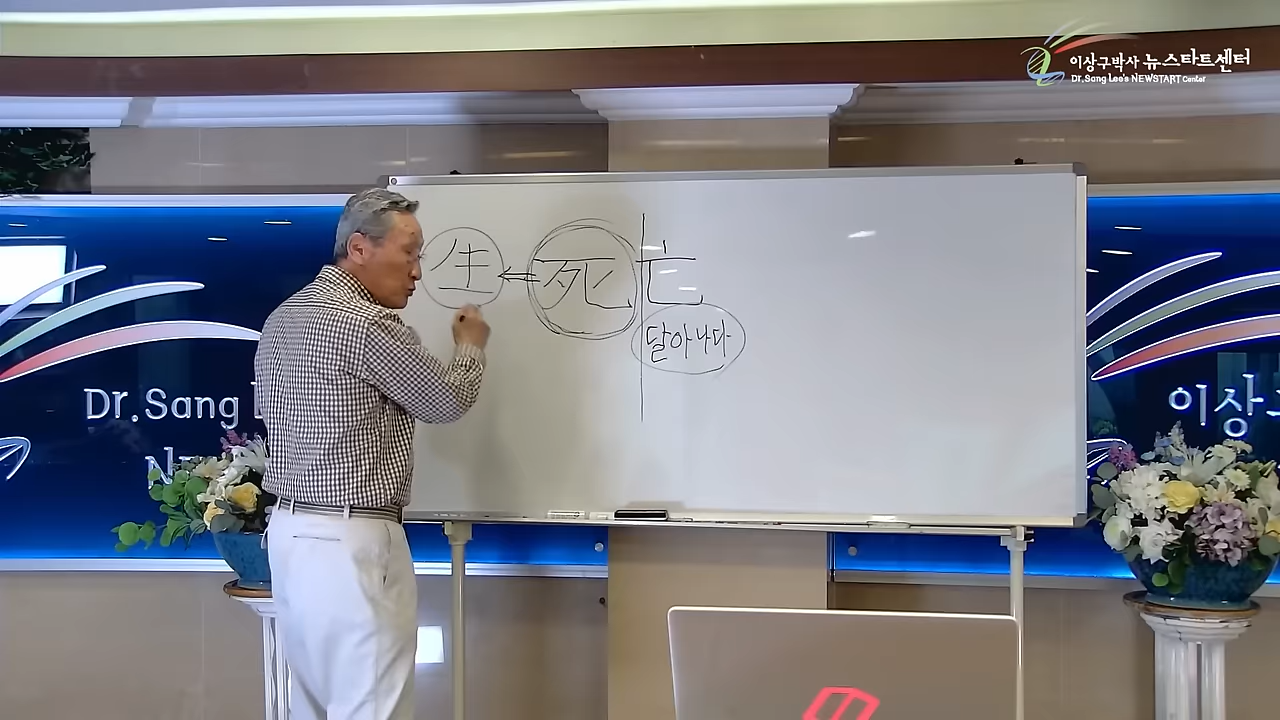 이상구박사 뉴스타트센터
Dr. Sang Lee's NEWSTART Center
生 ⇐ 死 亡
달아나다
Dr. Sang
이상